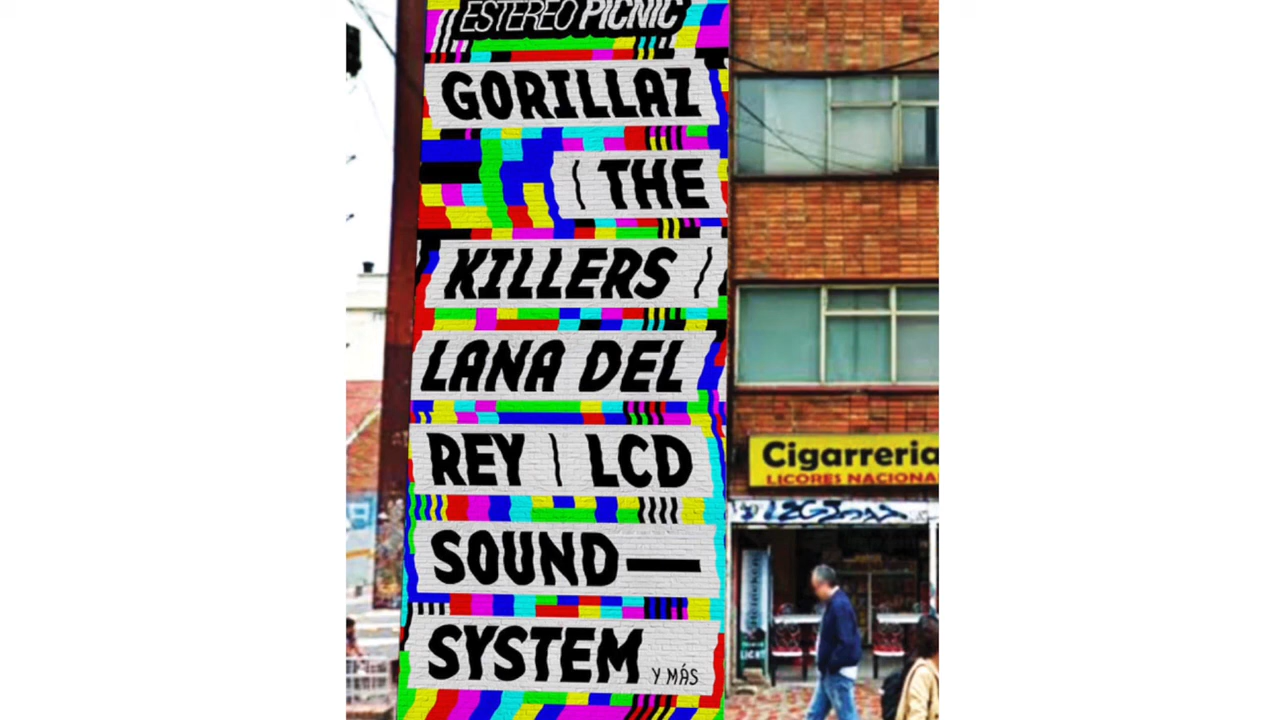 ESTEREO PICNIC
GORILLAZ
| THE
KILLERS |
LANA DEL
REY | LCD
SOUND—
SYSTEM Y MÁS
Cigarreria
LICORES NACIONA